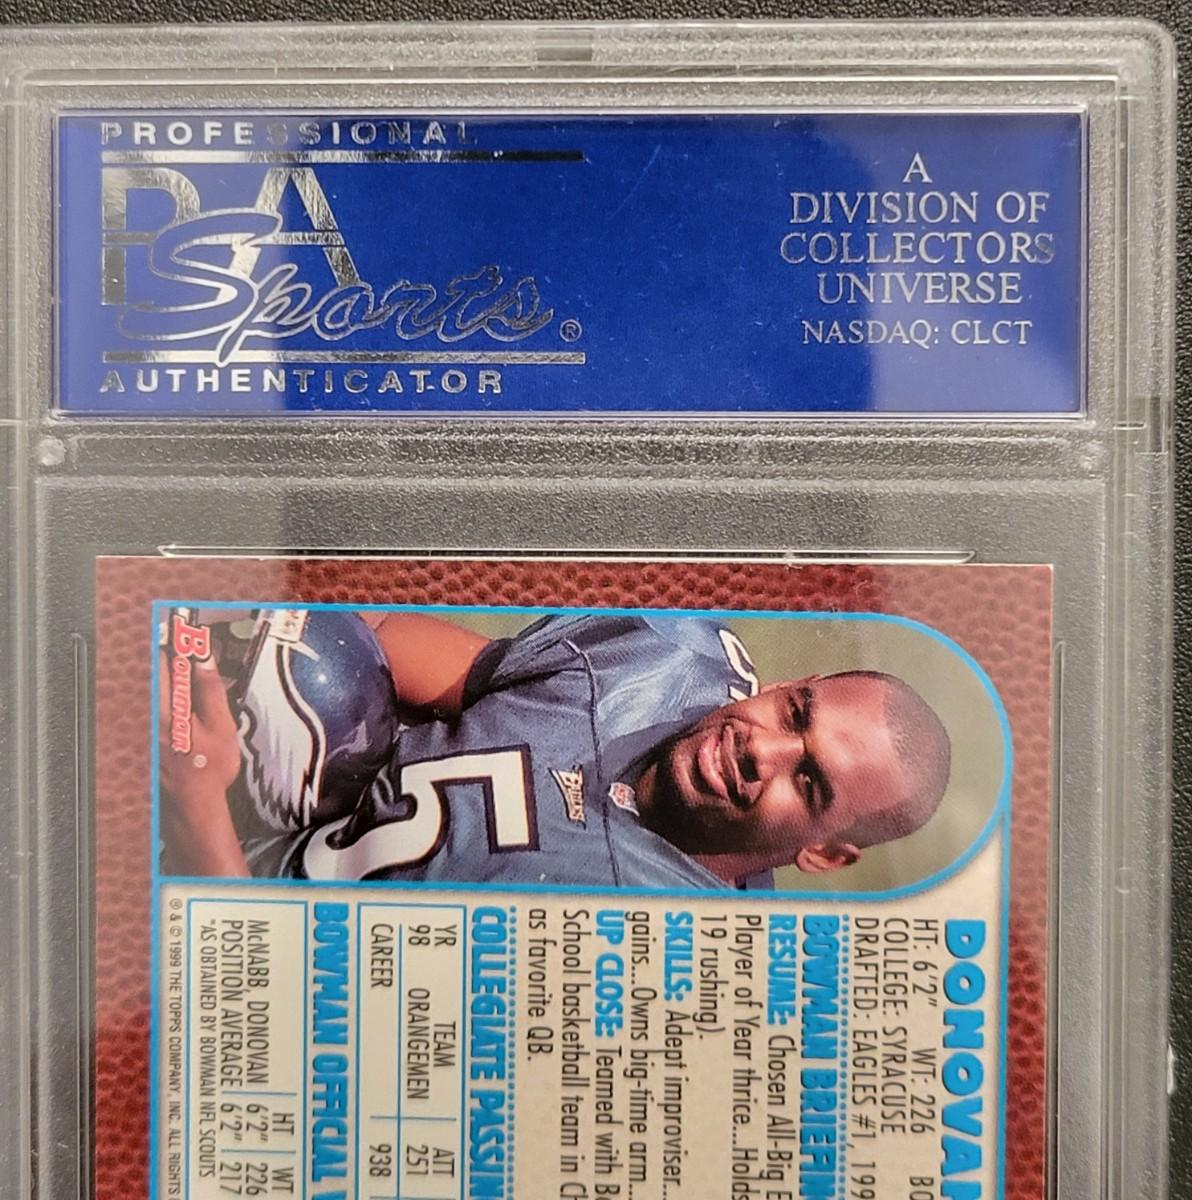 PROFESSIONAL
PSA
Sports®
AUTHENTICATOR
A
DIVISION OF
COLLECTORS
UNIVERSE
NASDAQ: CLCT
5
EAGLES
NFL
BOWMAN®
DONOVAN
HT: 6'2" WT: 226 BO
COLLEGE: SYRACUSE
DRAFTED: EAGLES #1, 199
BOWMAN BRIEFIN
RESUME: Chosen All-Big E
Player of Year thrice...Holds
19 rushing).
SKILLS: Adept improviser...
gains...Owns big-time arm...
UP CLOSE: Teamed with
School basketball team in Ch
as favorite QB.
COLLEGIATE PASSIN
YR TEAM ATT
98 ORANGEMEN 251
CAREER 938
BOWMAN OFFICIAL
HT WT
McNABB, DONOVAN 6'2" 226
POSITION AVERAGE 6'2" 217
*AS OBTAINED BY BOWMAN NFL SCOUTS
® & © 1999 THE TOPPS COMPANY, INC. ALL RIGHTS